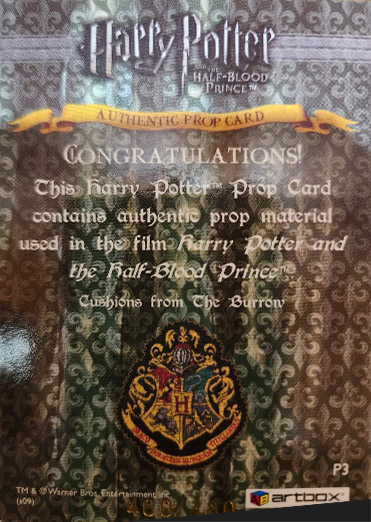 Harry Potter
AND THE
HALF-BLOOD
PRINCE™
AUTHENTIC PROP CARD
CONGRATULATIONS!
This Harry Potter™ Prop Card
contains authentic prop material
used in the film Harry Potter and
the Half-Blood Prince™.
Cushions from The Burrow
H
P3
TM & © Warner Bros. Entertainment Inc.
(s09)
artbox®